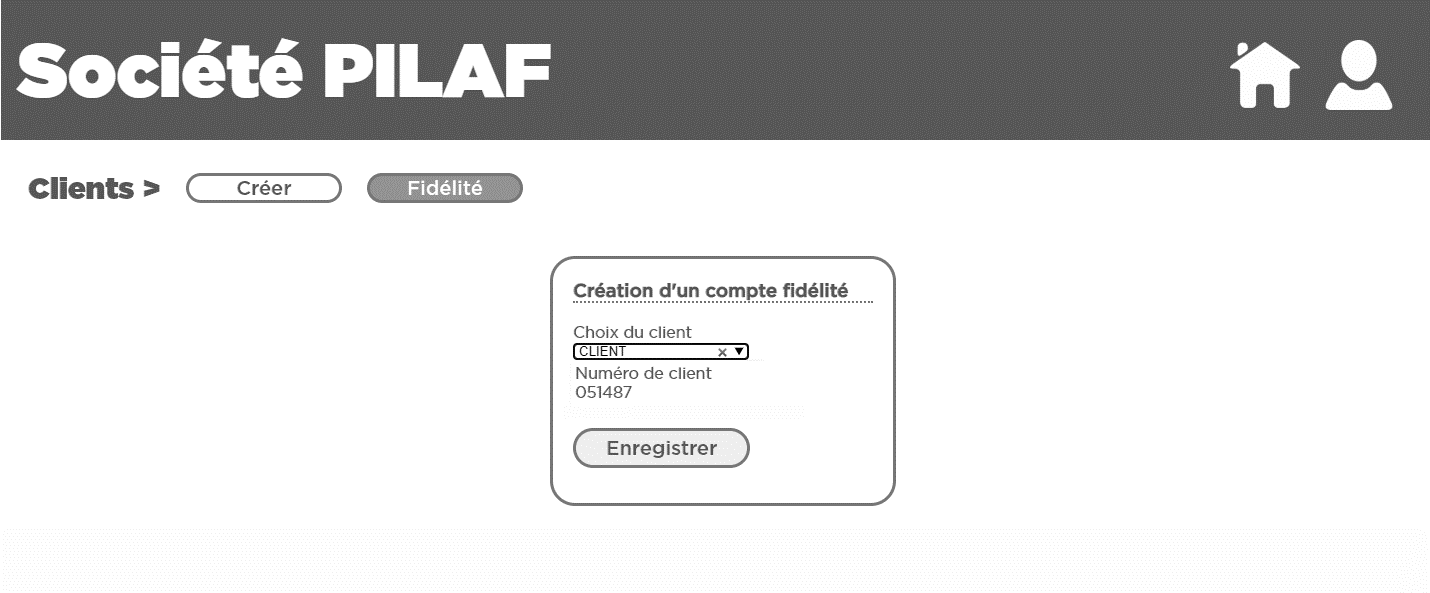 Société PILAF
Clients >
Créer
Fidélité
Création d'un compte fidélité
Choix du client
CLIENT
Numéro de client
051487
Enregistrer